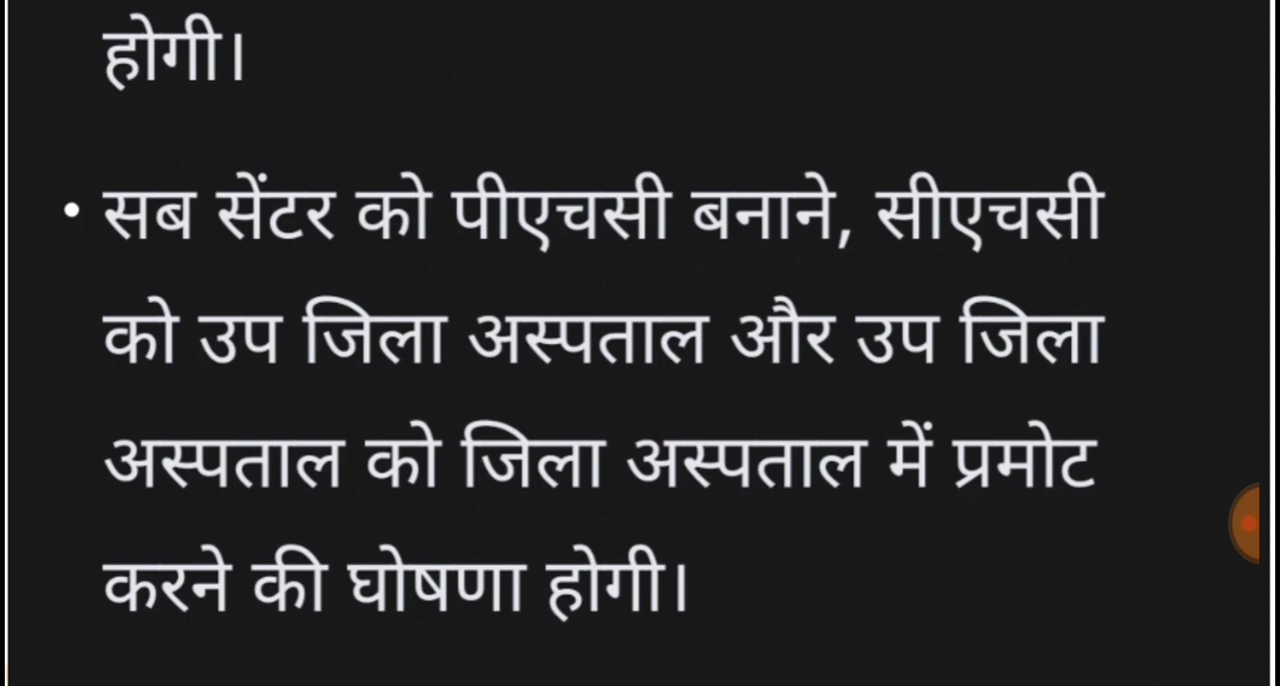 होगी।
• सब सेंटर को पीएचसी बनाने, सीएचसी
को उप जिला अस्पताल और उप जिला
अस्पताल को जिला अस्पताल में प्रमोट
करने की घोषणा होगी।